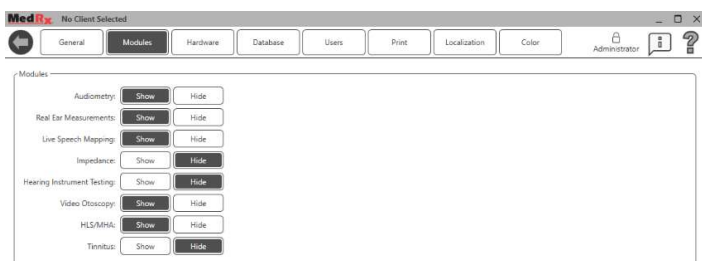 MedRx No Client Selected
General Modules Hardware Database Users Print Localization Color Administrator
Modules
Audiometry: Show Hide
Real Ear Measurements: Show Hide
Live Speech Mapping: Show Hide
Impedance: Show Hide
Hearing Instrument Testing: Show Hide
Video Otoscopy: Show Hide
HLS/MHA: Show Hide
Tinnitus: Show Hide